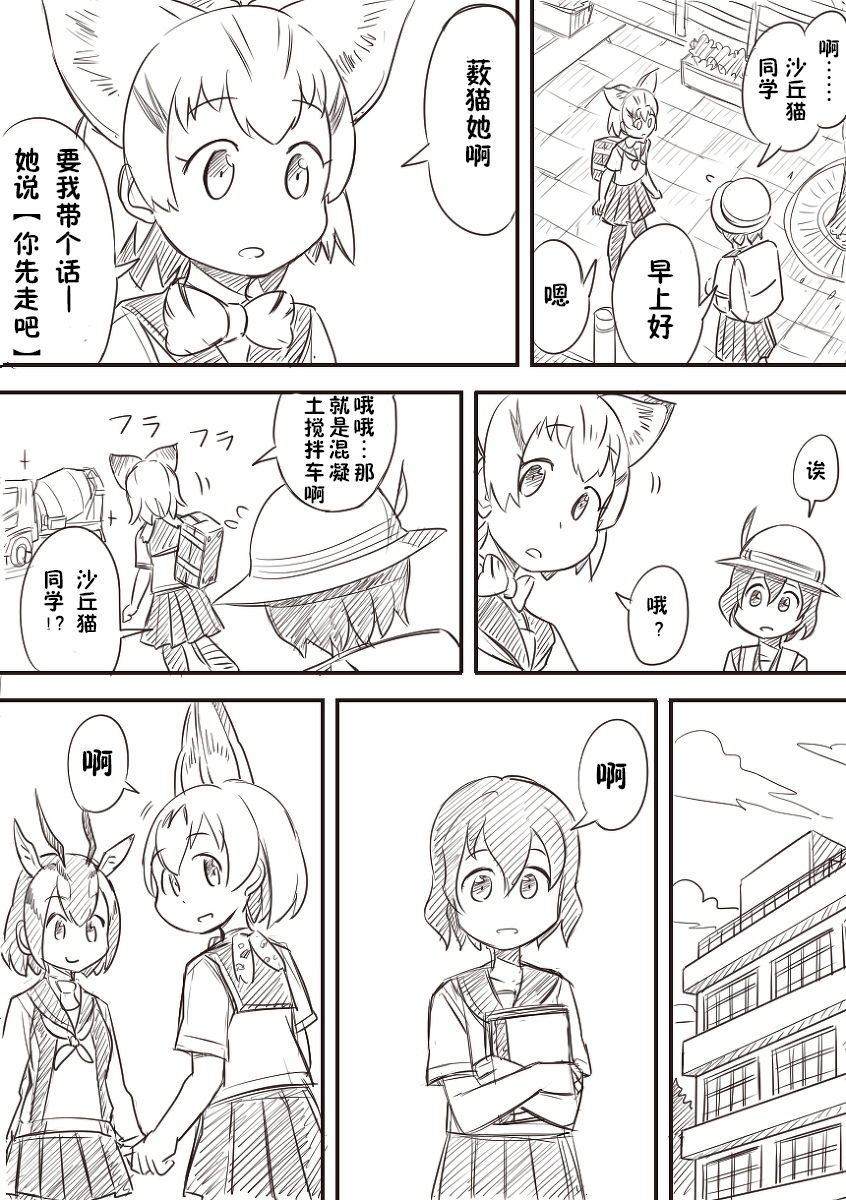 啊……
沙丘猫
同学
早上好
嗯
薮猫她啊
要我带个话ー
她说【你先走吧】
诶
哦?
哦哦…那
就是混凝
土搅拌车
啊
フラ
フラ
沙丘猫
同学!?
啊
啊